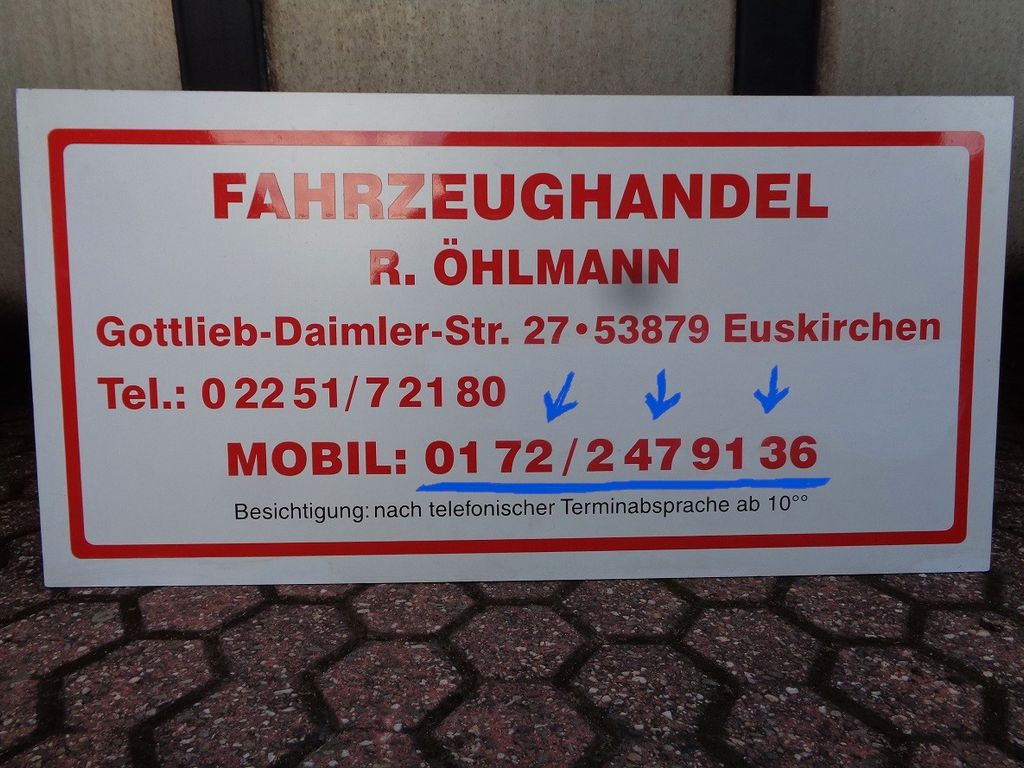 FAHRZEUGHANDEL
R. ÖHLMANN
Gottlieb-Daimler-Str. 27 • 53879 Euskirchen
Tel.: 0 22 51 / 7 21 80
MOBIL: 01 72 / 2 47 91 36
Besichtigung: nach telefonischer Terminabsprache ab 10°°